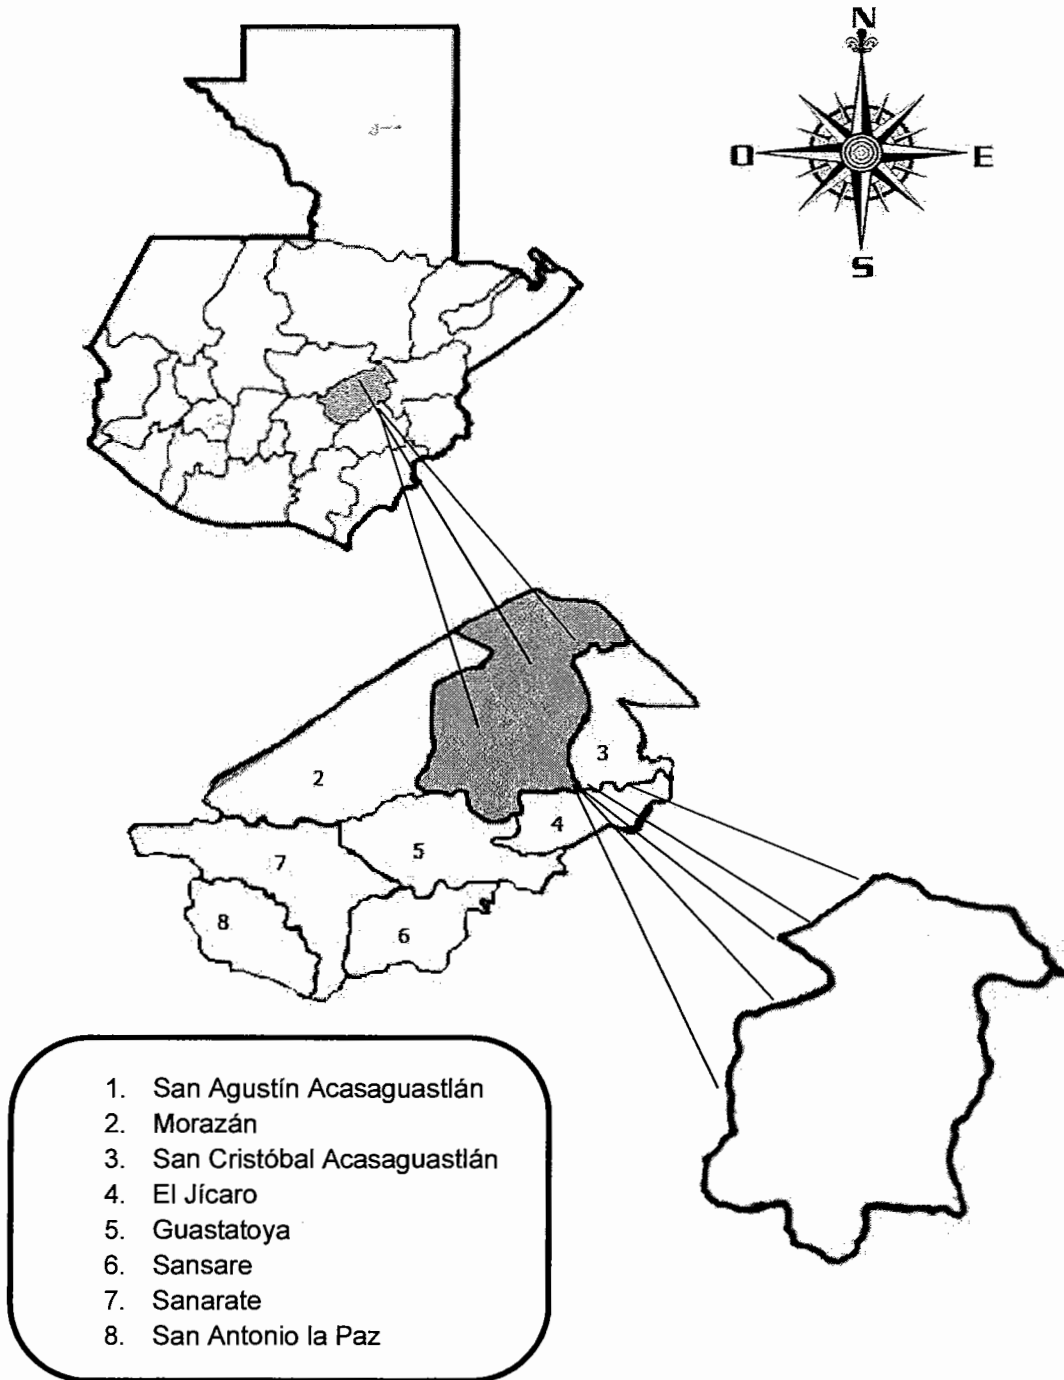 N
O E
S
2
3
4
5
7
8
6
1. San Agustín Acasaguastlán
2. Morazán
3. San Cristóbal Acasaguastlán
4. El Jícaro
5. Guastatoya
6. Sansare
7. Sanarate
8. San Antonio la Paz